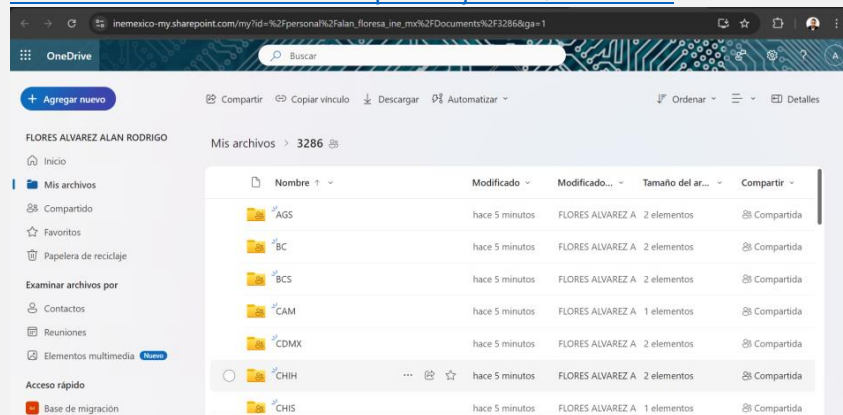 inemexico-my.sharepoint.com/my?id=%2Fpersonal%2Falan_floresa_ine_mx%2FDocuments%2F3286&ga=1
OneDrive
Buscar
A
+ Agregar nuevo
Compartir Copiar vínculo Descargar Automatizar Ordenar Detalles
FLORES ALVAREZ ALAN RODRIGO
Mis archivos > 3286
Inicio
Mis archivos
Compartido
Favoritos
Papelera de reciclaje
Examinar archivos por
Contactos
Reuniones
Elementos multimedia Nuevo
Acceso rápido
Base de migración
Nombre Modificado Modificado... Tamaño del ar... Compartir
AGS hace 5 minutos FLORES ALVAREZ A 2 elementos Compartida
BC hace 5 minutos FLORES ALVAREZ A 2 elementos Compartida
BCS hace 5 minutos FLORES ALVAREZ A 2 elementos Compartida
CAM hace 5 minutos FLORES ALVAREZ A 1 elementos Compartida
CDMX hace 5 minutos FLORES ALVAREZ A 2 elementos Compartida
CHIH ... hace 5 minutos FLORES ALVAREZ A 2 elementos Compartida
CHIS hace 5 minutos FLORES ALVAREZ A 1 elementos Compartida